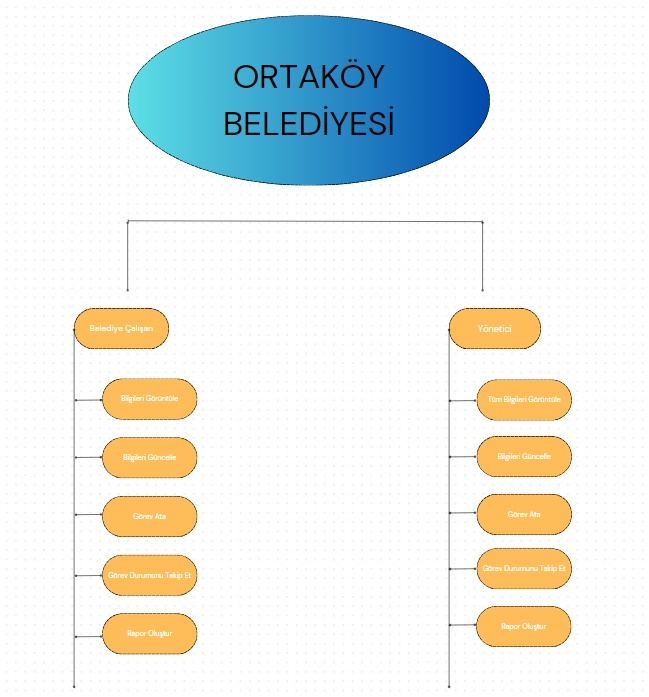 ORTAKÖY
BELEDİYESİ
Belediye Çalışan
Yönetici
Bilgileri Görüntüle
Bilgileri Güncelle
Görev Ata
Görev Durumunu Takip Et
Rapor Oluştur
Tüm Bilgileri Görüntüle
Bilgileri Güncelle
Görev Ata
Görev Durumunu Takip Et
Rapor Oluştur